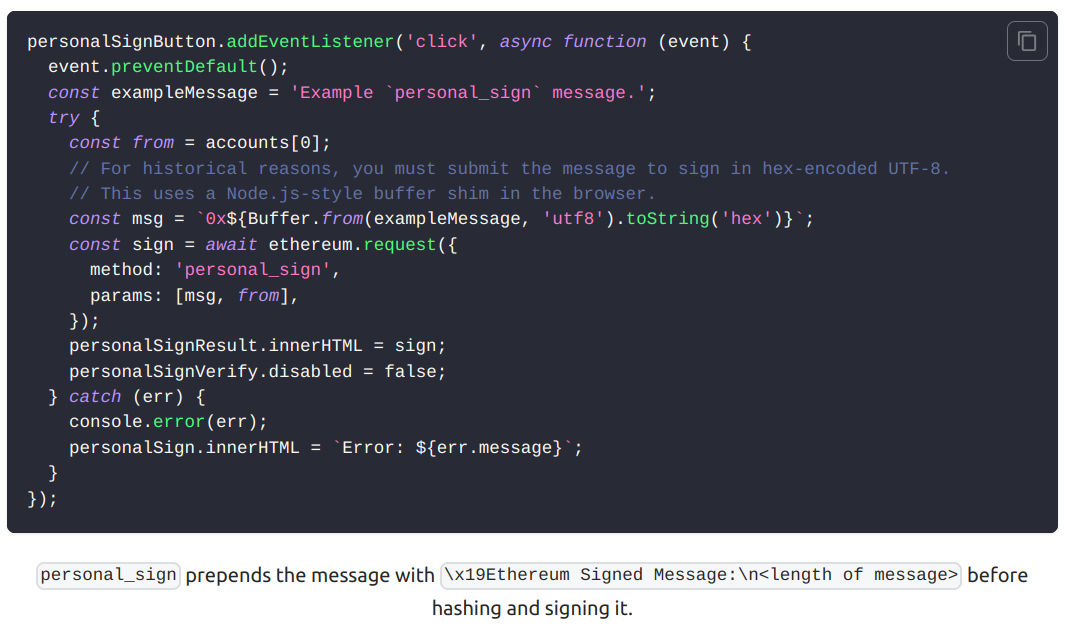 personalSignButton.addEventListener('click', async function (event) {
  event.preventDefault();
  const exampleMessage = 'Example `personal_sign` message.';
  try {
    const from = accounts[0];
    // For historical reasons, you must submit the message to sign in hex-encoded UTF-8.
    // This uses a Node.js-style buffer shim in the browser.
    const msg = `0x${Buffer.from(exampleMessage, 'utf8').toString('hex')}`;
    const sign = await ethereum.request({
      method: 'personal_sign',
      params: [msg, from],
    });
    personalSignResult.innerHTML = sign;
    personalSignVerify.disabled = false;
  } catch (err) {
    console.error(err);
    personalSign.innerHTML = `Error: ${err.message}`;
  }
});
personal_sign prepends the message with \x19Ethereum Signed Message:\n<length of message> before
hashing and signing it.